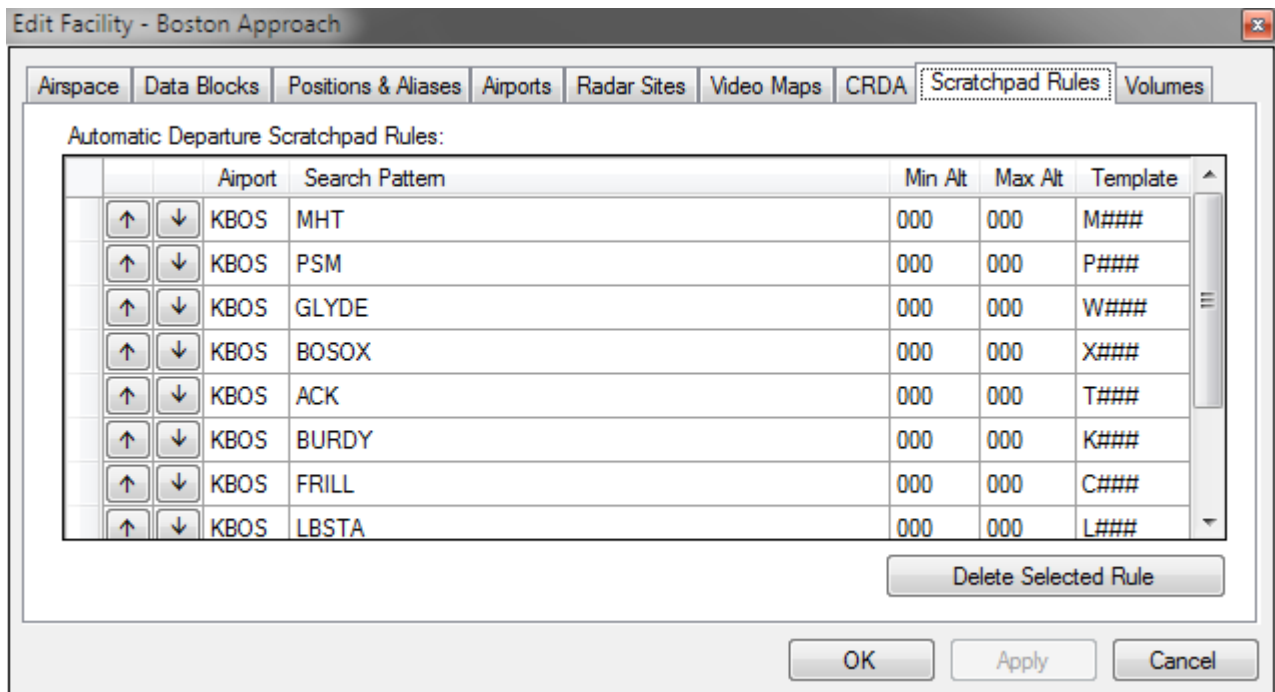 Edit Facility - Boston Approach
Airspace Data Blocks Positions & Aliases Airports Radar Sites Video Maps CRDA Scratchpad Rules Volumes
Automatic Departure Scratchpad Rules:
Airport Search Pattern Min Alt Max Alt Template
KBOS MHT 000 000 M###
KBOS PSM 000 000 P###
KBOS GLYDE 000 000 W###
KBOS BOSOX 000 000 X###
KBOS ACK 000 000 T###
KBOS BURDY 000 000 K###
KBOS FRILL 000 000 C###
KBOS LBSTA 000 000 L###
Delete Selected Rule
OK Apply Cancel